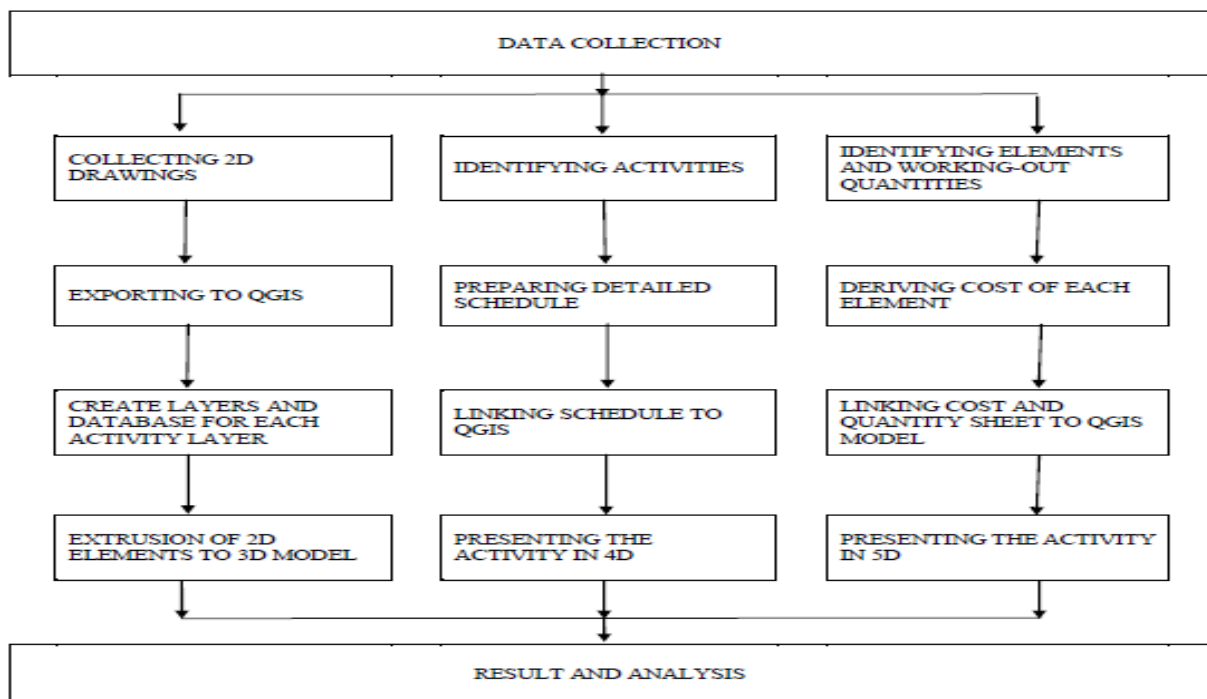 DATA COLLECTION
COLLECTING 2D
DRAWINGS
IDENTIFYING ACTIVITIES
IDENTIFYING ELEMENTS
AND WORKING-OUT
QUANTITIES
EXPORTING TO QGIS
PREPARING DETAILED
SCHEDULE
DERIVING COST OF EACH
ELEMENT
CREATE LAYERS AND
DATABASE FOR EACH
ACTIVITY LAYER
LINKING SCHEDULE TO
QGIS
LINKING COST AND
QUANTITY SHEET TO QGIS
MODEL
EXTRUSION OF 2D
ELEMENTS TO 3D MODEL
PRESENTING THE
ACTIVITY IN 4D
PRESENTING THE ACTIVITY
IN 5D
RESULT AND ANALYSIS